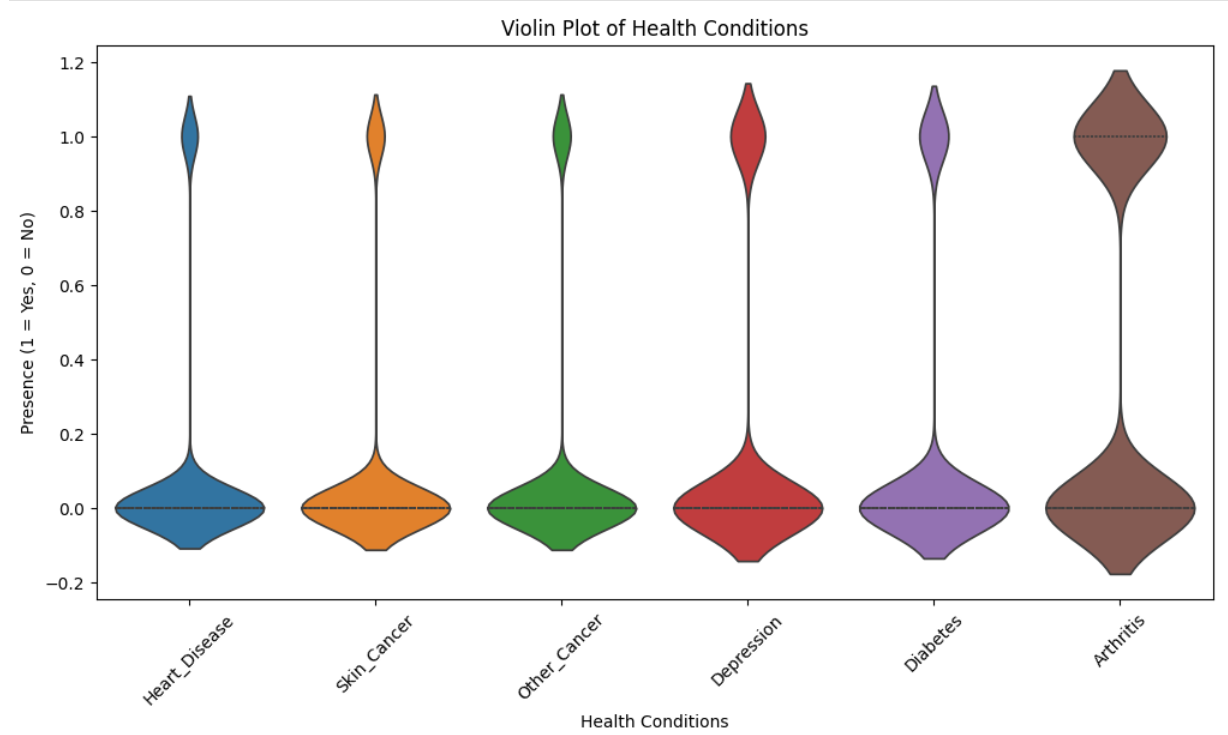 Violin Plot of Health Conditions
1.2
1.0
0.8
0.6
0.4
0.2
0.0
−0.2
Presence (1 = Yes, 0 = No)
Heart_Disease
Skin_Cancer
Other_Cancer
Depression
Diabetes
Arthritis
Health Conditions